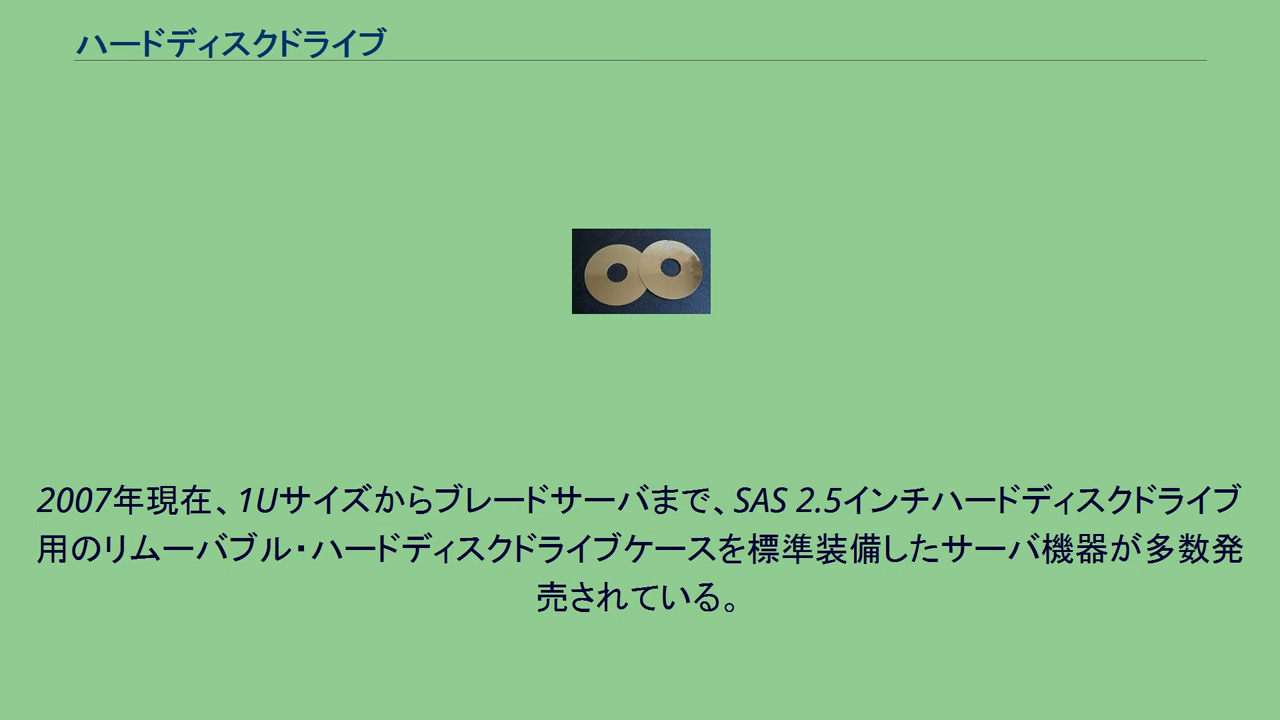 ハードディスクドライブ
2007年現在、1Uサイズからブレードサーバまで、SAS 2.5インチハードディスクドライブ
用のリムーバブル・ハードディスクドライブケースを標準装備したサーバ機器が多数発
売されている。